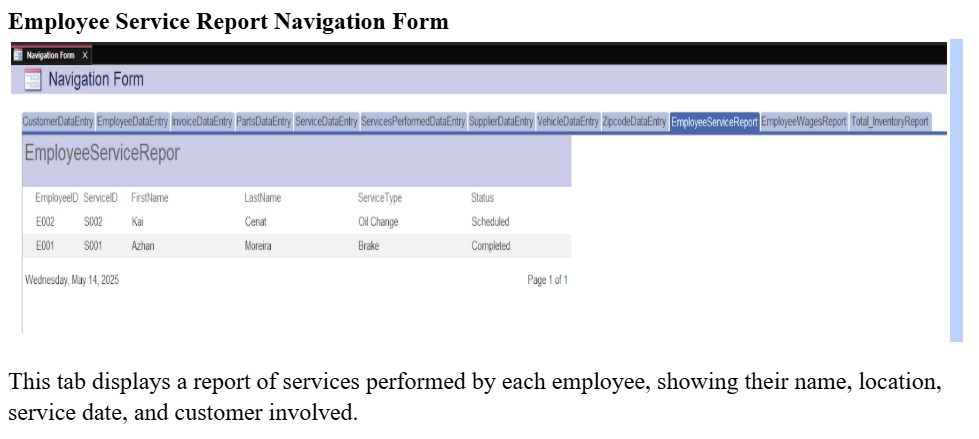 Employee Service Report Navigation Form
Navigation Form X
Navigation Form
CustomerDataEntry EmployeeDataEntry InvoiceDataEntry PartsDataEntry ServiceDataEntry ServicesPerformedDataEntry SupplierDataEntry VehicleDataEntry ZipcodeDataEntry EmployeeServiceReport EmployeeWagesReport Total_InventoryReport
EmployeeServiceRepor
EmployeeID ServiceID FirstName LastName ServiceType Status
E002 S002 Kai Cenat Oil Change Scheduled
E001 S001 Azhan Moreira Brake Completed
Wednesday, May 14, 2025 Page 1 of 1
This tab displays a report of services performed by each employee, showing their name, location,
service date, and customer involved.